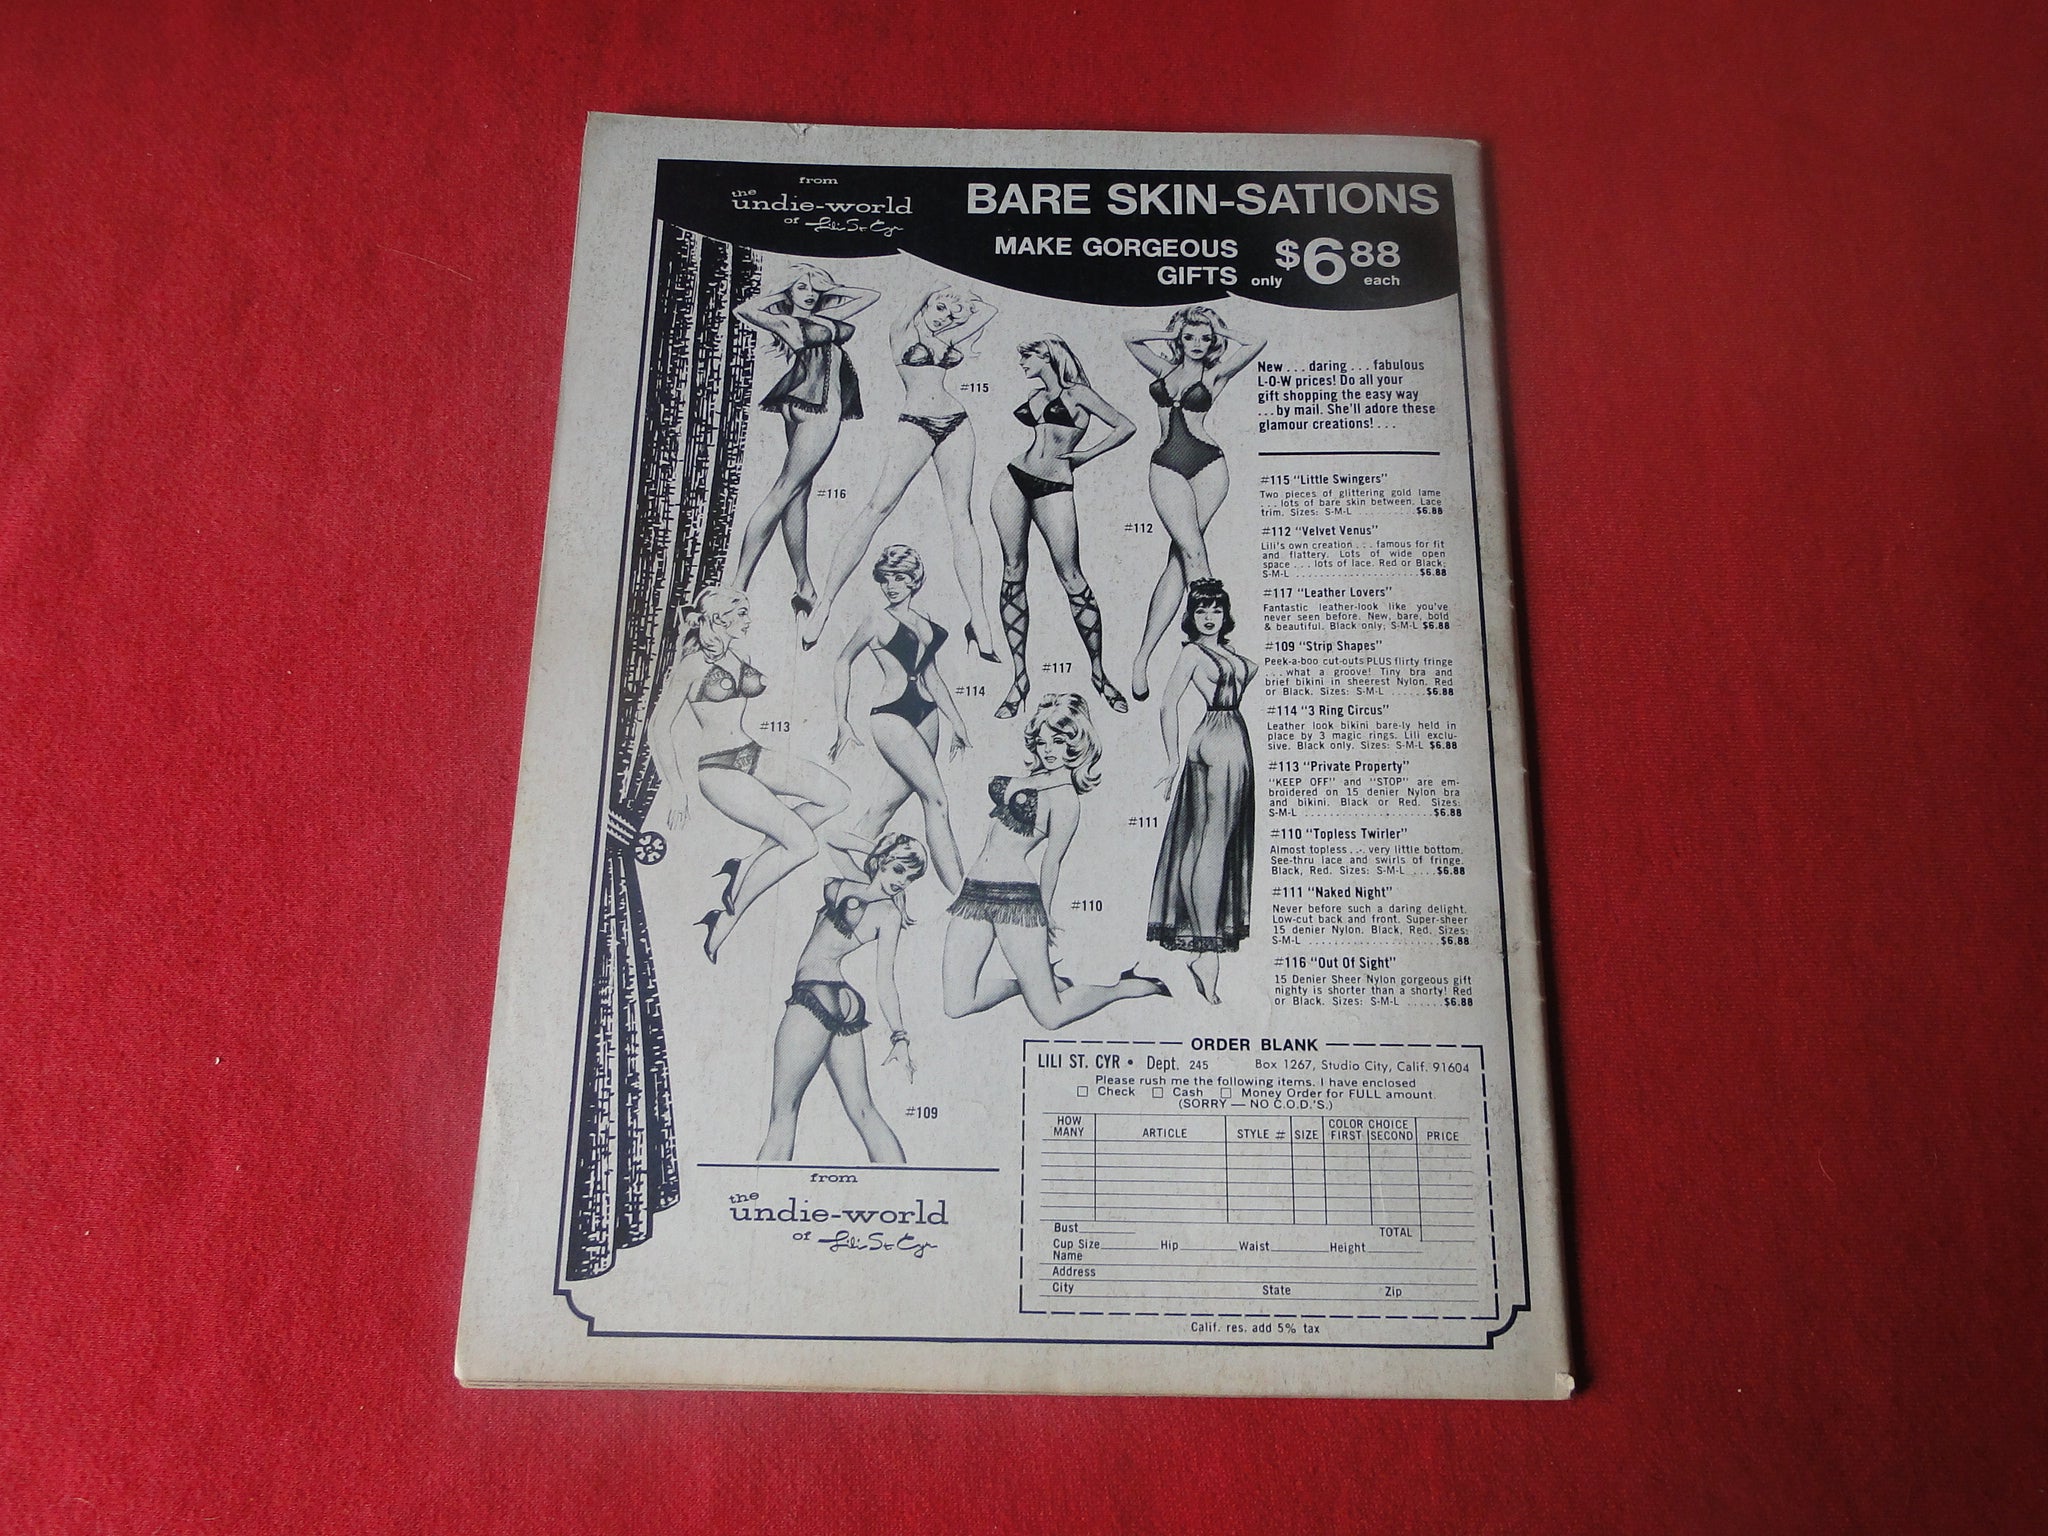 from
the
undie-world
of Lili St. Cyr
BARE SKIN-SATIONS
MAKE GORGEOUS
GIFTS only $6.88 each
New . . . daring . . . fabulous
L-O-W prices! Do all your
gift shopping the easy way
. . . by mail. She'll adore these
glamour creations! . . .
#116
#115
#117
#112
#113
#114
#111
#110
#109
#115 "Little Swingers"
Two pieces of glittering gold lame
. . . lots of bare skin between. Lace
trim. Sizes: S-M-L . . . . . . . . . . $6.88
#112 "Velvet Venus"
Lili's own creation . . . famous for fit
and flattery. Lots of wide open
space . . . lots of lace. Red or Black;
S-M-L . . . . . . . . . . . . . . . . . . . . . $6.88
#117 "Leather Lovers"
Fantastic leather-look like you've
never seen before. New, bare, bold
& beautiful. Black only; S-M-L $6.88
#109 "Strip Shapes"
Peek-a-boo cut-outs PLUS flirty fringe
. . . what a groove! Tiny bra and
brief bikini in sheerest Nylon. Red
or Black. Sizes: S-M-L . . . . . . $6.88
#114 "3 Ring Circus"
Leather look bikini bare-ly held in
place by 3 magic rings. Lili exclu-
sive. Black only. Sizes: S-M-L $6.88
#113 "Private Property"
"KEEP OFF" and "STOP" are em-
broidered on 15 denier Nylon bra
and bikini. Black or Red. Sizes:
S-M-L . . . . . . . . . . . . . . . . . . . . . $6.88
#110 "Topless Twirler"
Almost topless . . . very little bottom.
See-thru lace and swirls of fringe.
Black, Red. Sizes: S-M-L . . . . $6.88
#111 "Naked Night"
Never before such a daring delight.
Low-cut back and front. Super-sheer
15 denier Nylon. Black, Red. Sizes:
S-M-L . . . . . . . . . . . . . . . . . . . . . $6.88
#116 "Out Of Sight"
15 Denier Sheer Nylon gorgeous gift
nighty is shorter than a shorty! Red
or Black. Sizes: S-M-L . . . . . . $6.88
from
the
undie-world
of Lili St. Cyr
ORDER BLANK
LILI ST. CYR • Dept. 245 Box 1267, Studio City, Calif. 91604
Please rush me the following items. I have enclosed
☐ Check ☐ Cash ☐ Money Order for FULL amount.
(SORRY — NO C.O.D.'S.)
HOW MANY ARTICLE STYLE # SIZE COLOR CHOICE FIRST SECOND PRICE
Bust TOTAL
Cup Size Hip Waist Height
Name
Address
City State Zip
Calif. res. add 5% tax